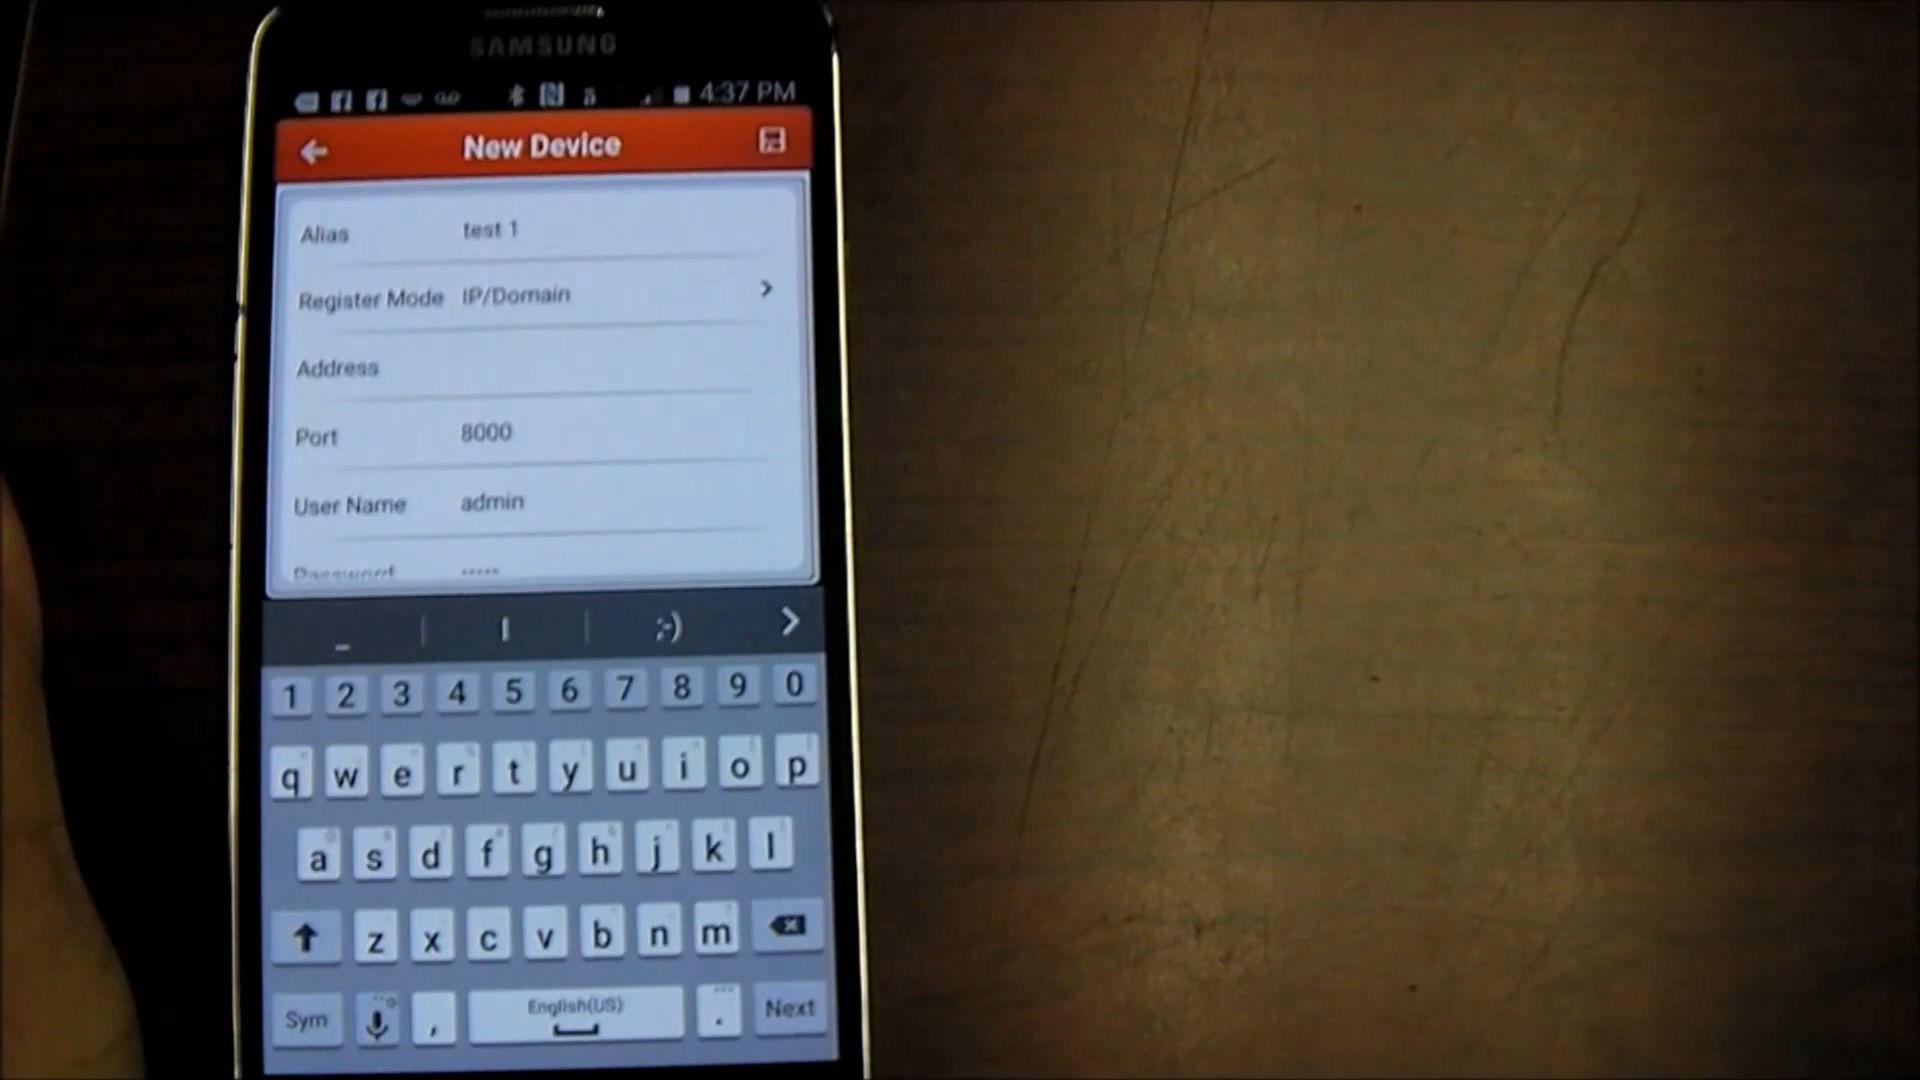 SAMSUNG
4:37 PM
New Device
Alias test 1
Register Mode IP/Domain >
Address
Port 8000
User Name admin
Password •••••
_ | I | ;-) >
1 2 3 4 5 6 7 8 9 0
q w e r t y u i o p
a s d f g h j k l
z x c v b n m
Sym , English(US) . Next